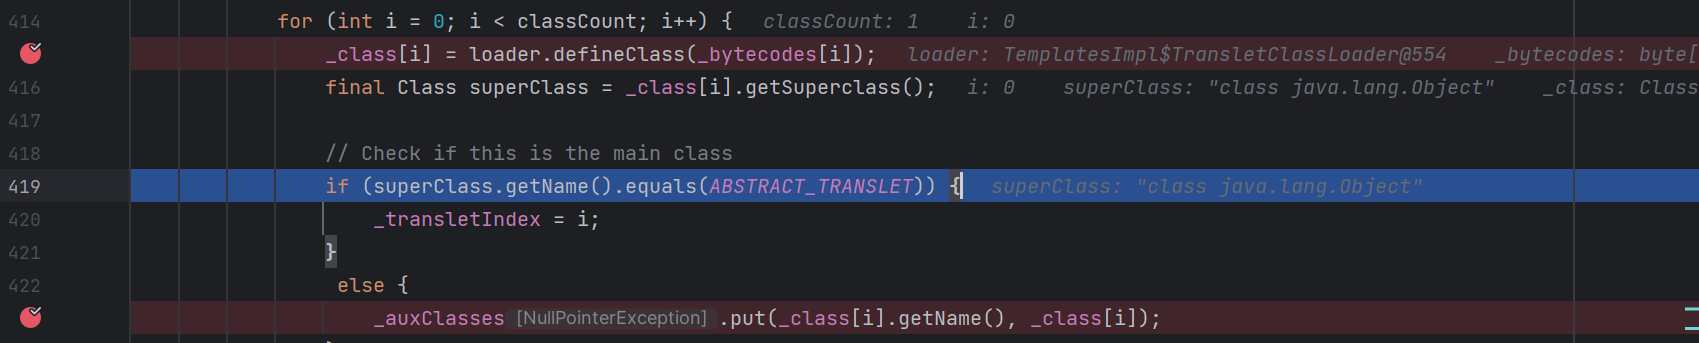 414 for (int i = 0; i < classCount; i++) { classCount: 1 i: 0
_class[i] = loader.defineClass(_bytecodes[i]); loader: TemplatesImpl$TransletClassLoader@554 _bytecodes: byte[
416 final Class superClass = _class[i].getSuperclass(); i: 0 superClass: "class java.lang.Object" _class: Class
417
418 // Check if this is the main class
419 if (superClass.getName().equals(ABSTRACT_TRANSLET)) { superClass: "class java.lang.Object"
420 _transletIndex = i;
421 }
422 else {
_auxClasses [NullPointerException] .put(_class[i].getName(), _class[i]);